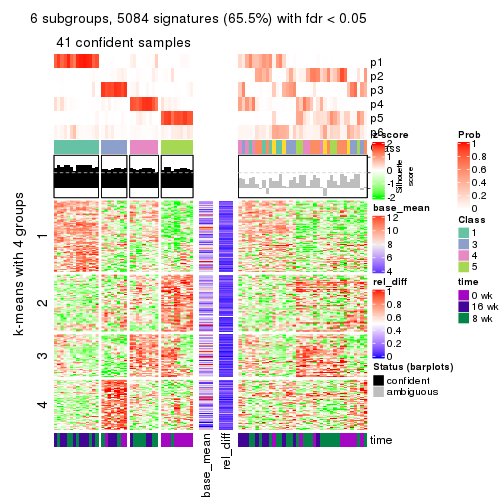 6 subgroups, 5084 signatures (65.5%) with fdr < 0.05
41 confident samples
p1
p2
p3
p4
p5
p6
z-score
Class
2
1
0
-1
-2
Silhouette
score
k-means with 4 groups
1
2
3
4
base_mean
12
10
8
6
4
rel_diff
1
0.8
0.6
0.4
0.2
0
Status (barplots)
confident
ambiguous
Prob
1
0.8
0.6
0.4
0.2
0
Class
1
3
4
5
time
0 wk
16 wk
8 wk
time
base_mean
rel_diff